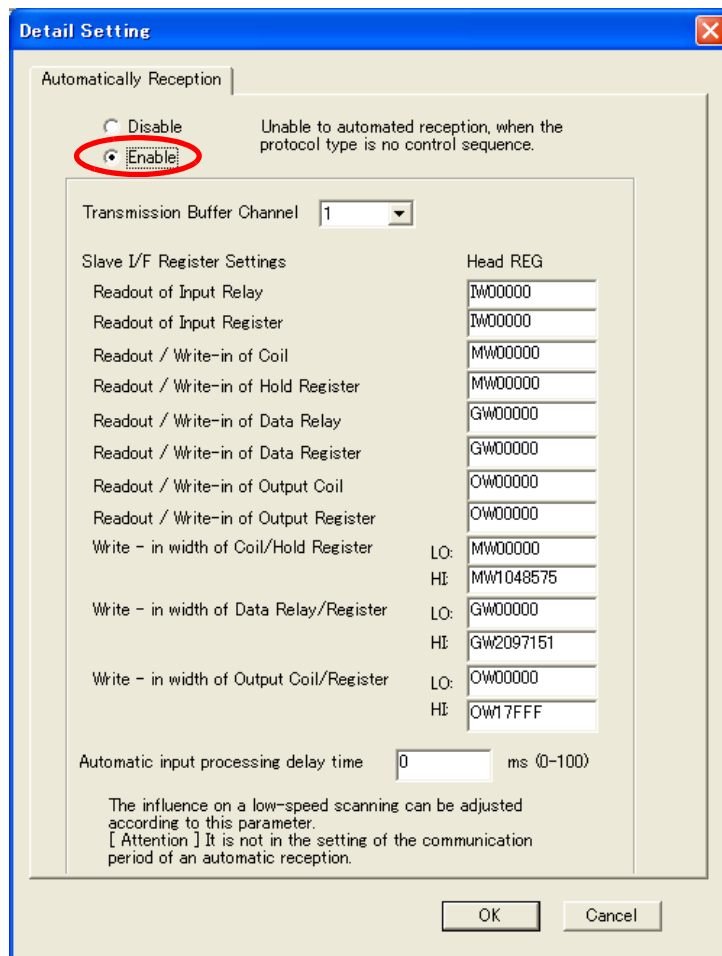 Detail Setting
Automatically Reception
Disable
Unable to automated reception, when the
protocol type is no control sequence.
Enable
Transmission Buffer Channel 1
Slave I/F Register Settings Head REG
Readout of Input Relay IW00000
Readout of Input Register IW00000
Readout / Write-in of Coil MW00000
Readout / Write-in of Hold Register MW00000
Readout / Write-in of Data Relay GW00000
Readout / Write-in of Data Register GW00000
Readout / Write-in of Output Coil OW00000
Readout / Write-in of Output Register OW00000
Write - in width of Coil/Hold Register LO: MW00000
HI: MW1048575
Write - in width of Data Relay/Register LO: GW00000
HI: GW2097151
Write - in width of Output Coil/Register LO: OW00000
HI: OW17FFF
Automatic input processing delay time 0 ms (0-100)
The influence on a low-speed scanning can be adjusted
according to this parameter.
[ Attention ] It is not in the setting of the communication
period of an automatic reception.
OK Cancel